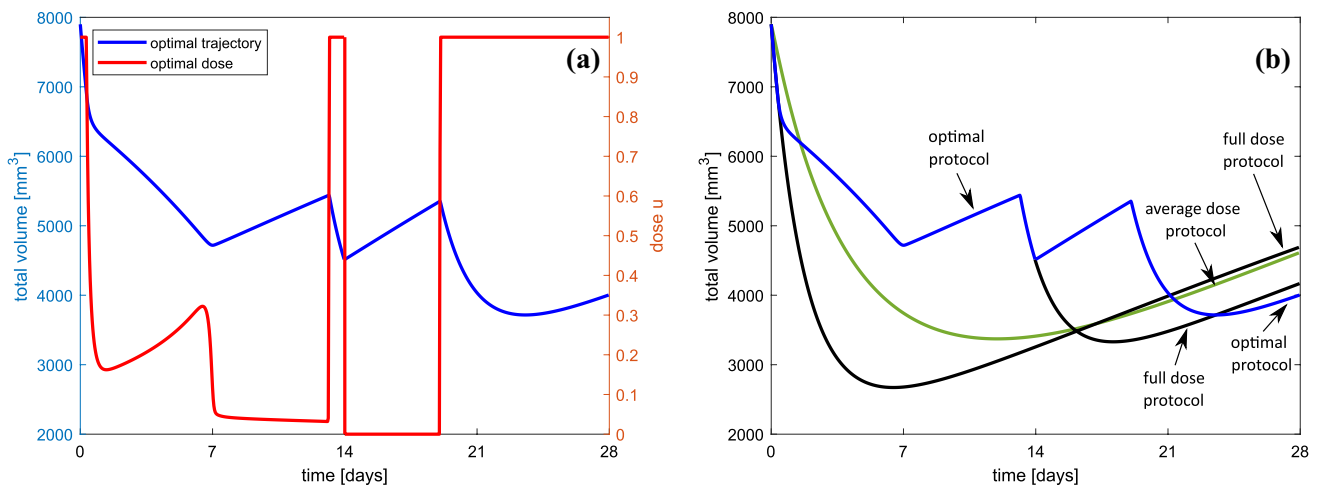 8000
7000
6000
5000
4000
3000
2000
total volume [mm3]
0
7
14
21
28
time [days]
1
0.9
0.8
0.7
0.6
0.5
0.4
0.3
0.2
0.1
0
dose u
optimal trajectory
optimal dose
(a)
8000
7000
6000
5000
4000
3000
2000
total volume [mm3]
0
7
14
21
28
time [days]
(b)
optimal
protocol
full dose
protocol
average dose
protocol
full dose
protocol
optimal
protocol